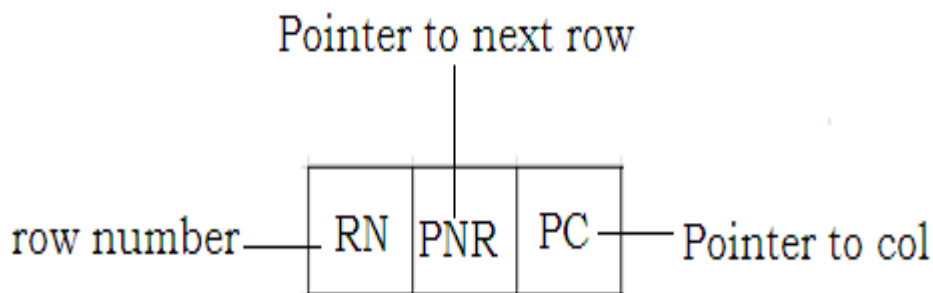 Pointer to next row
row number
RN
PNR
PC
Pointer to col